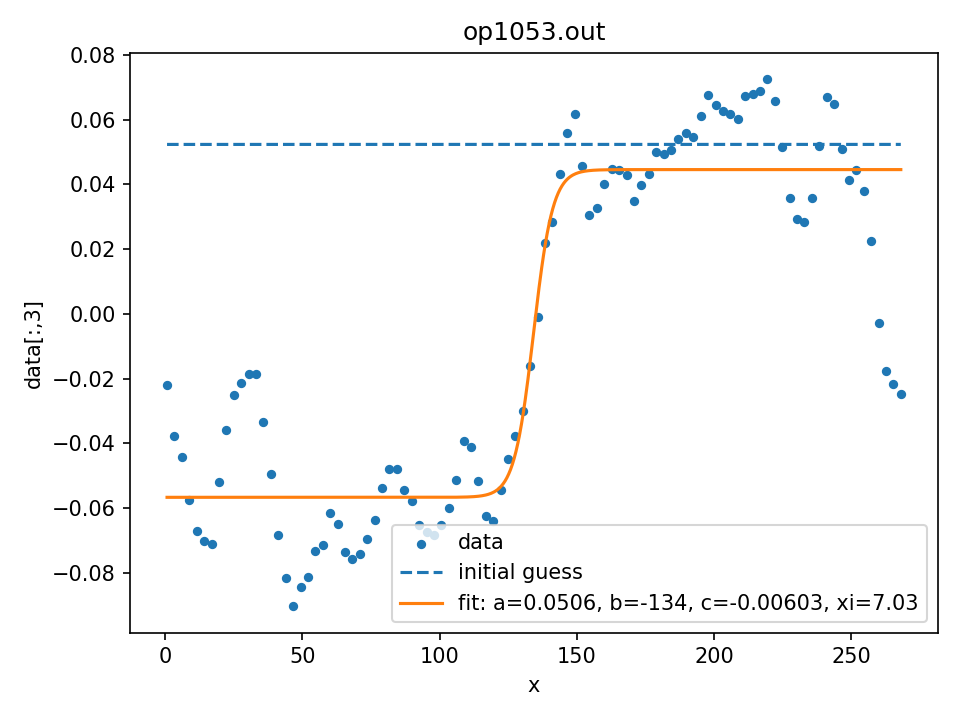 op1053.out
0.08
0.06
0.04
0.02
0.00
−0.02
−0.04
−0.06
−0.08
data[:,3]
data
initial guess
fit: a=0.0506, b=-134, c=-0.00603, xi=7.03
0 50 100 150 200 250
x